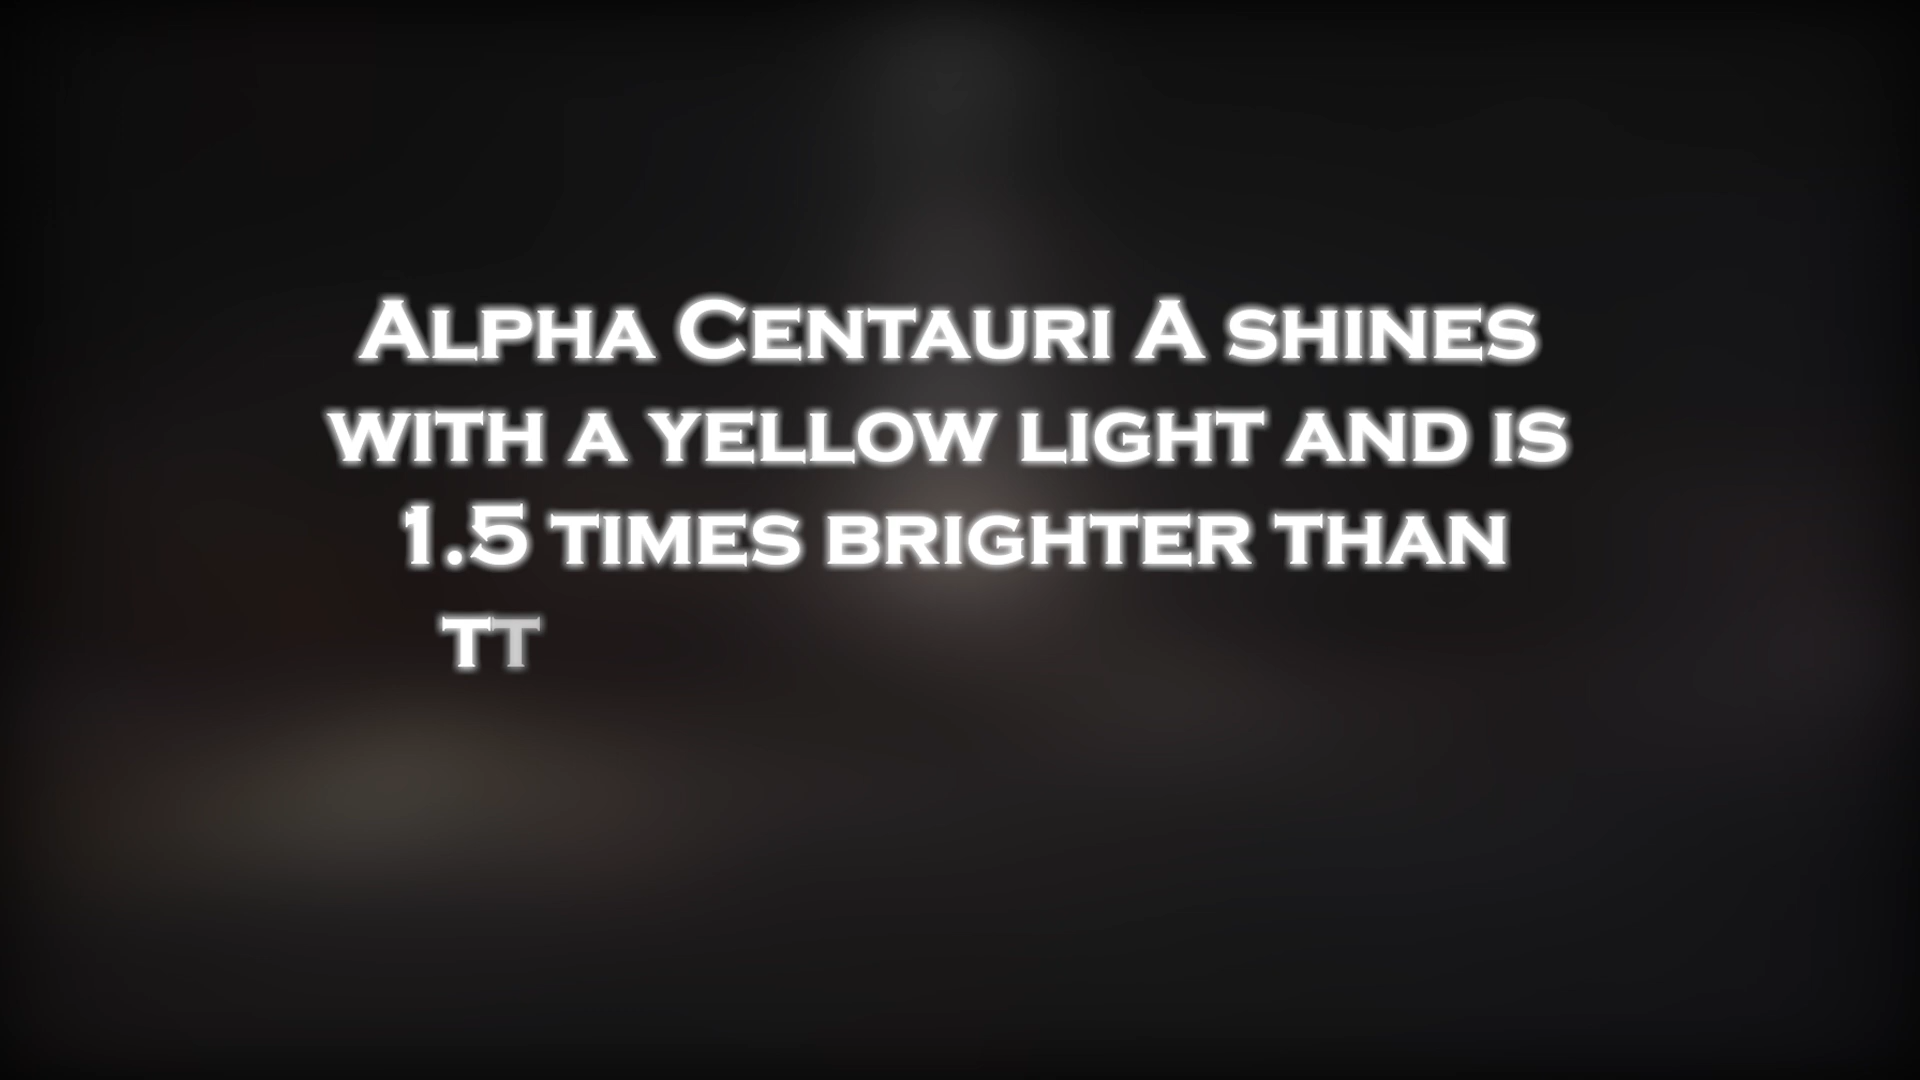 Alpha Centauri A shines
with a yellow light and is
1.5 times brighter than
tt